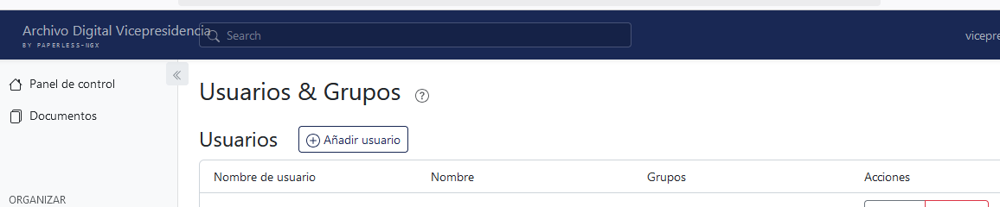 Archivo Digital Vicepresidencia
BY PAPERLESS-NGX
Search
Panel de control
Documentos
ORGANIZAR
Usuarios & Grupos
Usuarios
Añadir usuario
Nombre de usuario Nombre Grupos Acciones